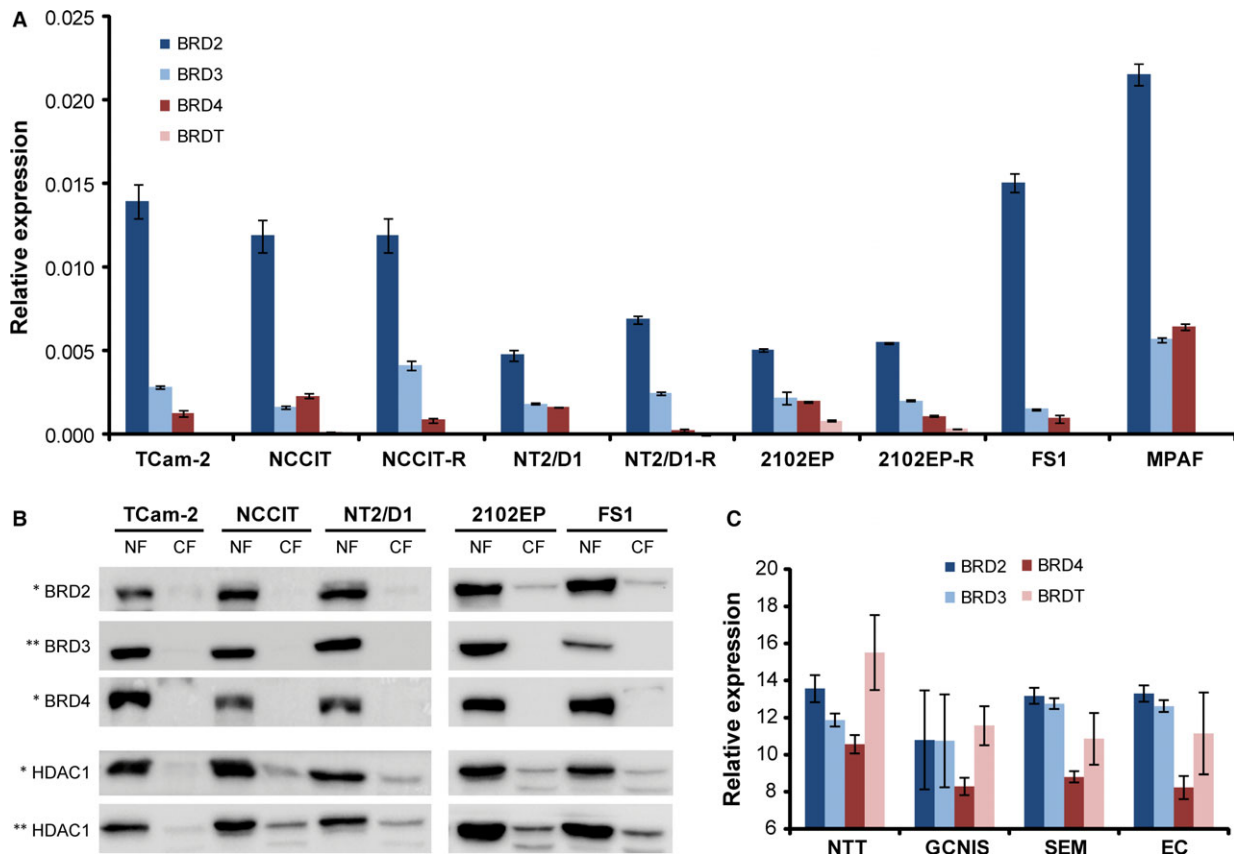 A
0.025
0.020
0.015
0.010
0.005
0.000
Relative expression
BRD2
BRD3
BRD4
BRDT
TCam-2 NCCIT NCCIT-R NT2/D1 NT2/D1-R 2102EP 2102EP-R FS1 MPAF
B
TCam-2 NCCIT NT2/D1 2102EP FS1
NF CF NF CF NF CF NF CF NF CF
* BRD2
** BRD3
* BRD4
* HDAC1
** HDAC1
C
20
18
16
14
12
10
8
6
Relative expression
BRD2 BRD4
BRD3 BRDT
NTT GCNIS SEM EC